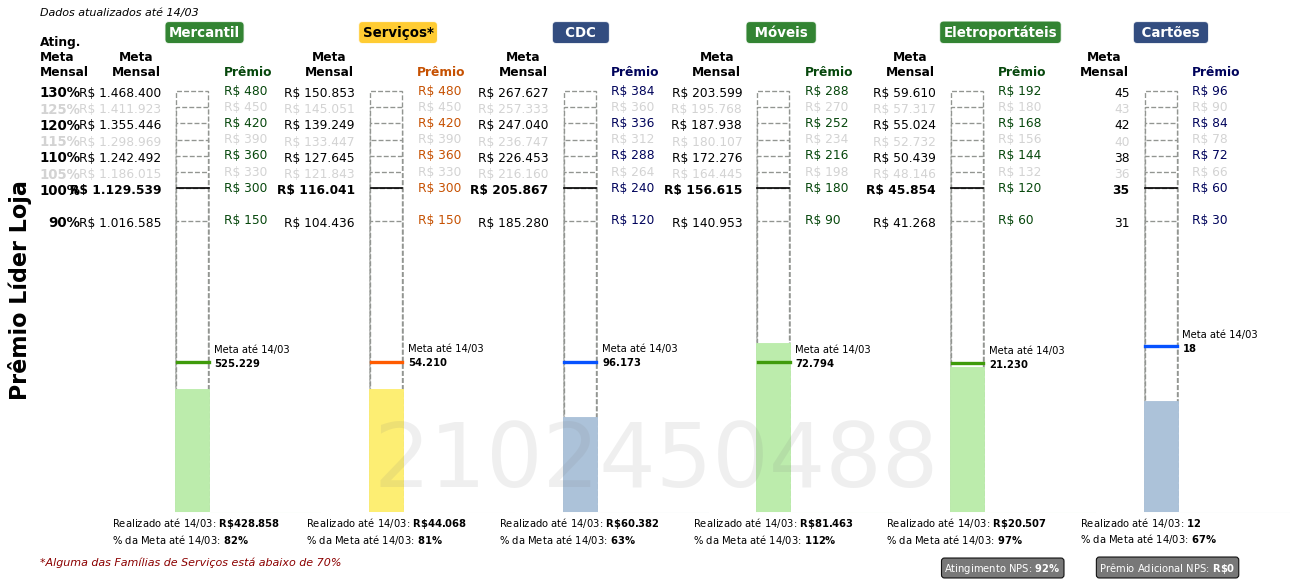 Dados atualizados até 14/03
Mercantil Serviços* CDC Móveis Eletroportáteis Cartões
Ating. Meta Mensal
Meta Mensal Prêmio Meta Mensal Prêmio Meta Mensal Prêmio Meta Mensal Prêmio Meta Mensal Prêmio Meta Mensal Prêmio
130% R$ 1.468.400 R$ 480 R$ 150.853 R$ 480 R$ 267.627 R$ 384 R$ 203.599 R$ 288 R$ 59.610 R$ 192 45 R$ 96
125% R$ 1.411.923 R$ 450 R$ 145.051 R$ 450 R$ 257.333 R$ 360 R$ 195.768 R$ 270 R$ 57.317 R$ 180 43 R$ 90
120% R$ 1.355.446 R$ 420 R$ 139.249 R$ 420 R$ 247.040 R$ 336 R$ 187.938 R$ 252 R$ 55.024 R$ 168 42 R$ 84
115% R$ 1.298.969 R$ 390 R$ 133.447 R$ 390 R$ 236.747 R$ 312 R$ 180.107 R$ 234 R$ 52.732 R$ 156 40 R$ 78
110% R$ 1.242.492 R$ 360 R$ 127.645 R$ 360 R$ 226.453 R$ 288 R$ 172.276 R$ 216 R$ 50.439 R$ 144 38 R$ 72
105% R$ 1.186.015 R$ 330 R$ 121.843 R$ 330 R$ 216.160 R$ 264 R$ 164.445 R$ 198 R$ 48.146 R$ 132 36 R$ 66
100% R$ 1.129.539 R$ 300 R$ 116.041 R$ 300 R$ 205.867 R$ 240 R$ 156.615 R$ 180 R$ 45.854 R$ 120 35 R$ 60
90% R$ 1.016.585 R$ 150 R$ 104.436 R$ 150 R$ 185.280 R$ 120 R$ 140.953 R$ 90 R$ 41.268 R$ 60 31 R$ 30
Prêmio Líder Loja
Meta até 14/03 Meta até 14/03 Meta até 14/03 Meta até 14/03 Meta até 14/03 Meta até 14/03
525.229 54.210 96.173 72.794 21.230 18
2102450488
Realizado até 14/03: R$428.858 Realizado até 14/03: R$44.068 Realizado até 14/03: R$60.382 Realizado até 14/03: R$81.463 Realizado até 14/03: R$20.507 Realizado até 14/03: 12
% da Meta até 14/03: 82% % da Meta até 14/03: 81% % da Meta até 14/03: 63% % da Meta até 14/03: 112% % da Meta até 14/03: 97% % da Meta até 14/03: 67%
*Alguma das Famílias de Serviços está abaixo de 70%
Atingimento NPS: 92% Prêmio Adicional NPS: R$0